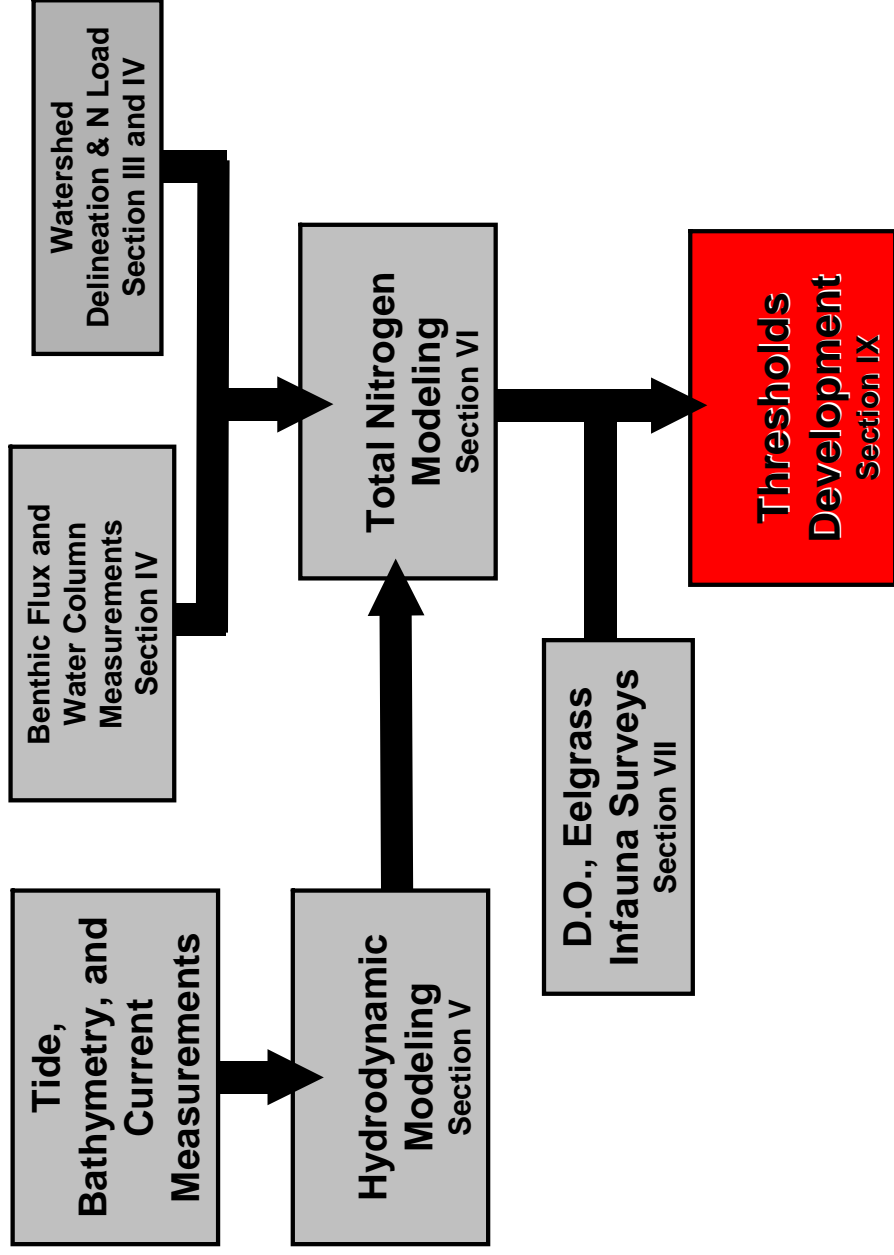 Tide,
Bathymetry, and
Current
Measurements
Benthic Flux and
Water Column
Measurements
Section IV
Watershed
Delineation & N Load
Section III and IV
Hydrodynamic
Modeling
Section V
Total Nitrogen
Modeling
Section VI
D.O., Eelgrass
Infauna Surveys
Section VII
Thresholds
Development
Section IX